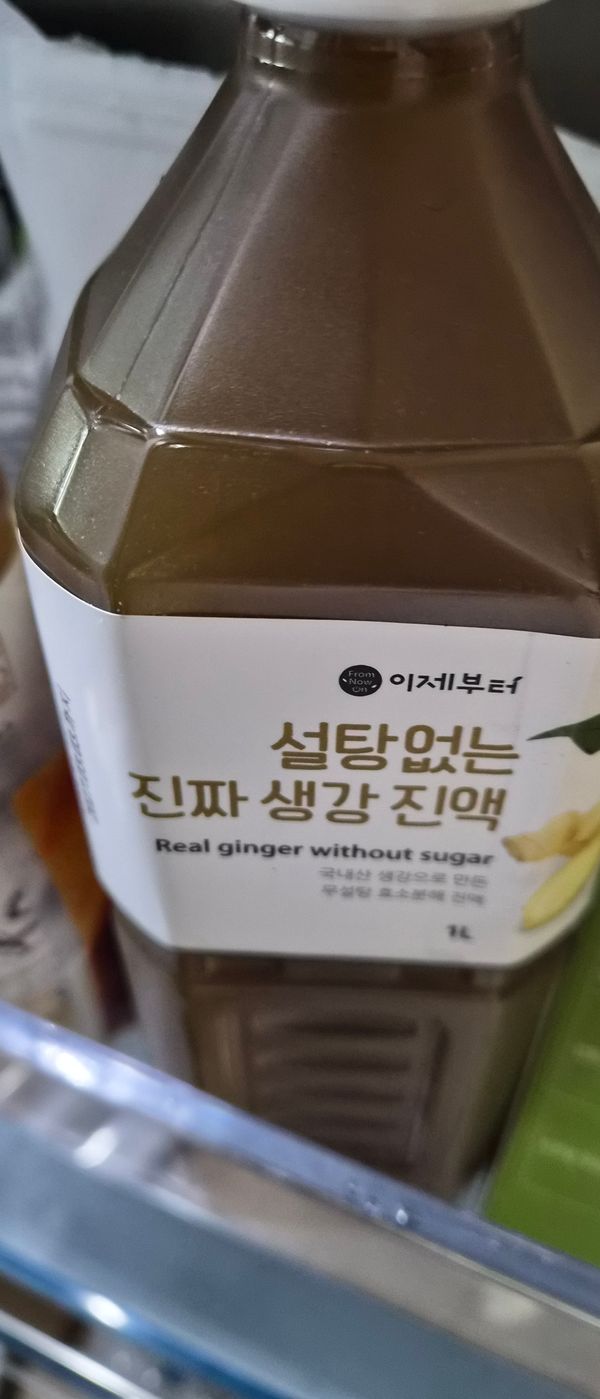 From
Now
On
이제부터
설탕없는
진짜 생강 진액
Real ginger without sugar
국내산 생강으로 만든
무설탕 효소분해 진액
1L